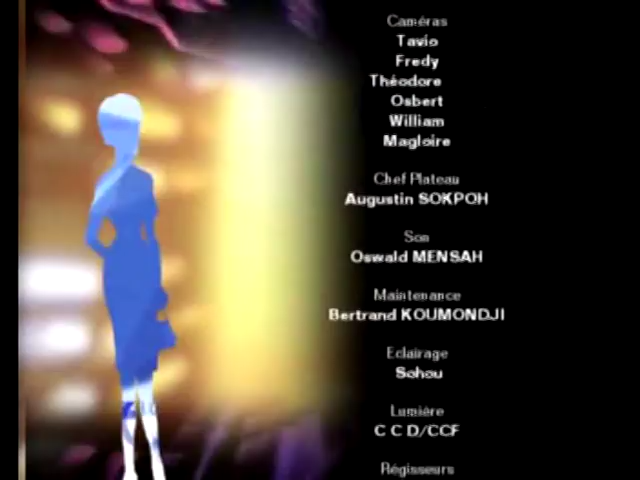 Caméras
Tavio
Fredy
Théodore
Osbert
William
Magloire
Chef Plateau
Augustin SOKPOH
Son
Oswald MENSAH
Maintenance
Bertrand KOUMONDJI
Eclairage
Sohou
Lumière
C C D/CCF
Régisseurs